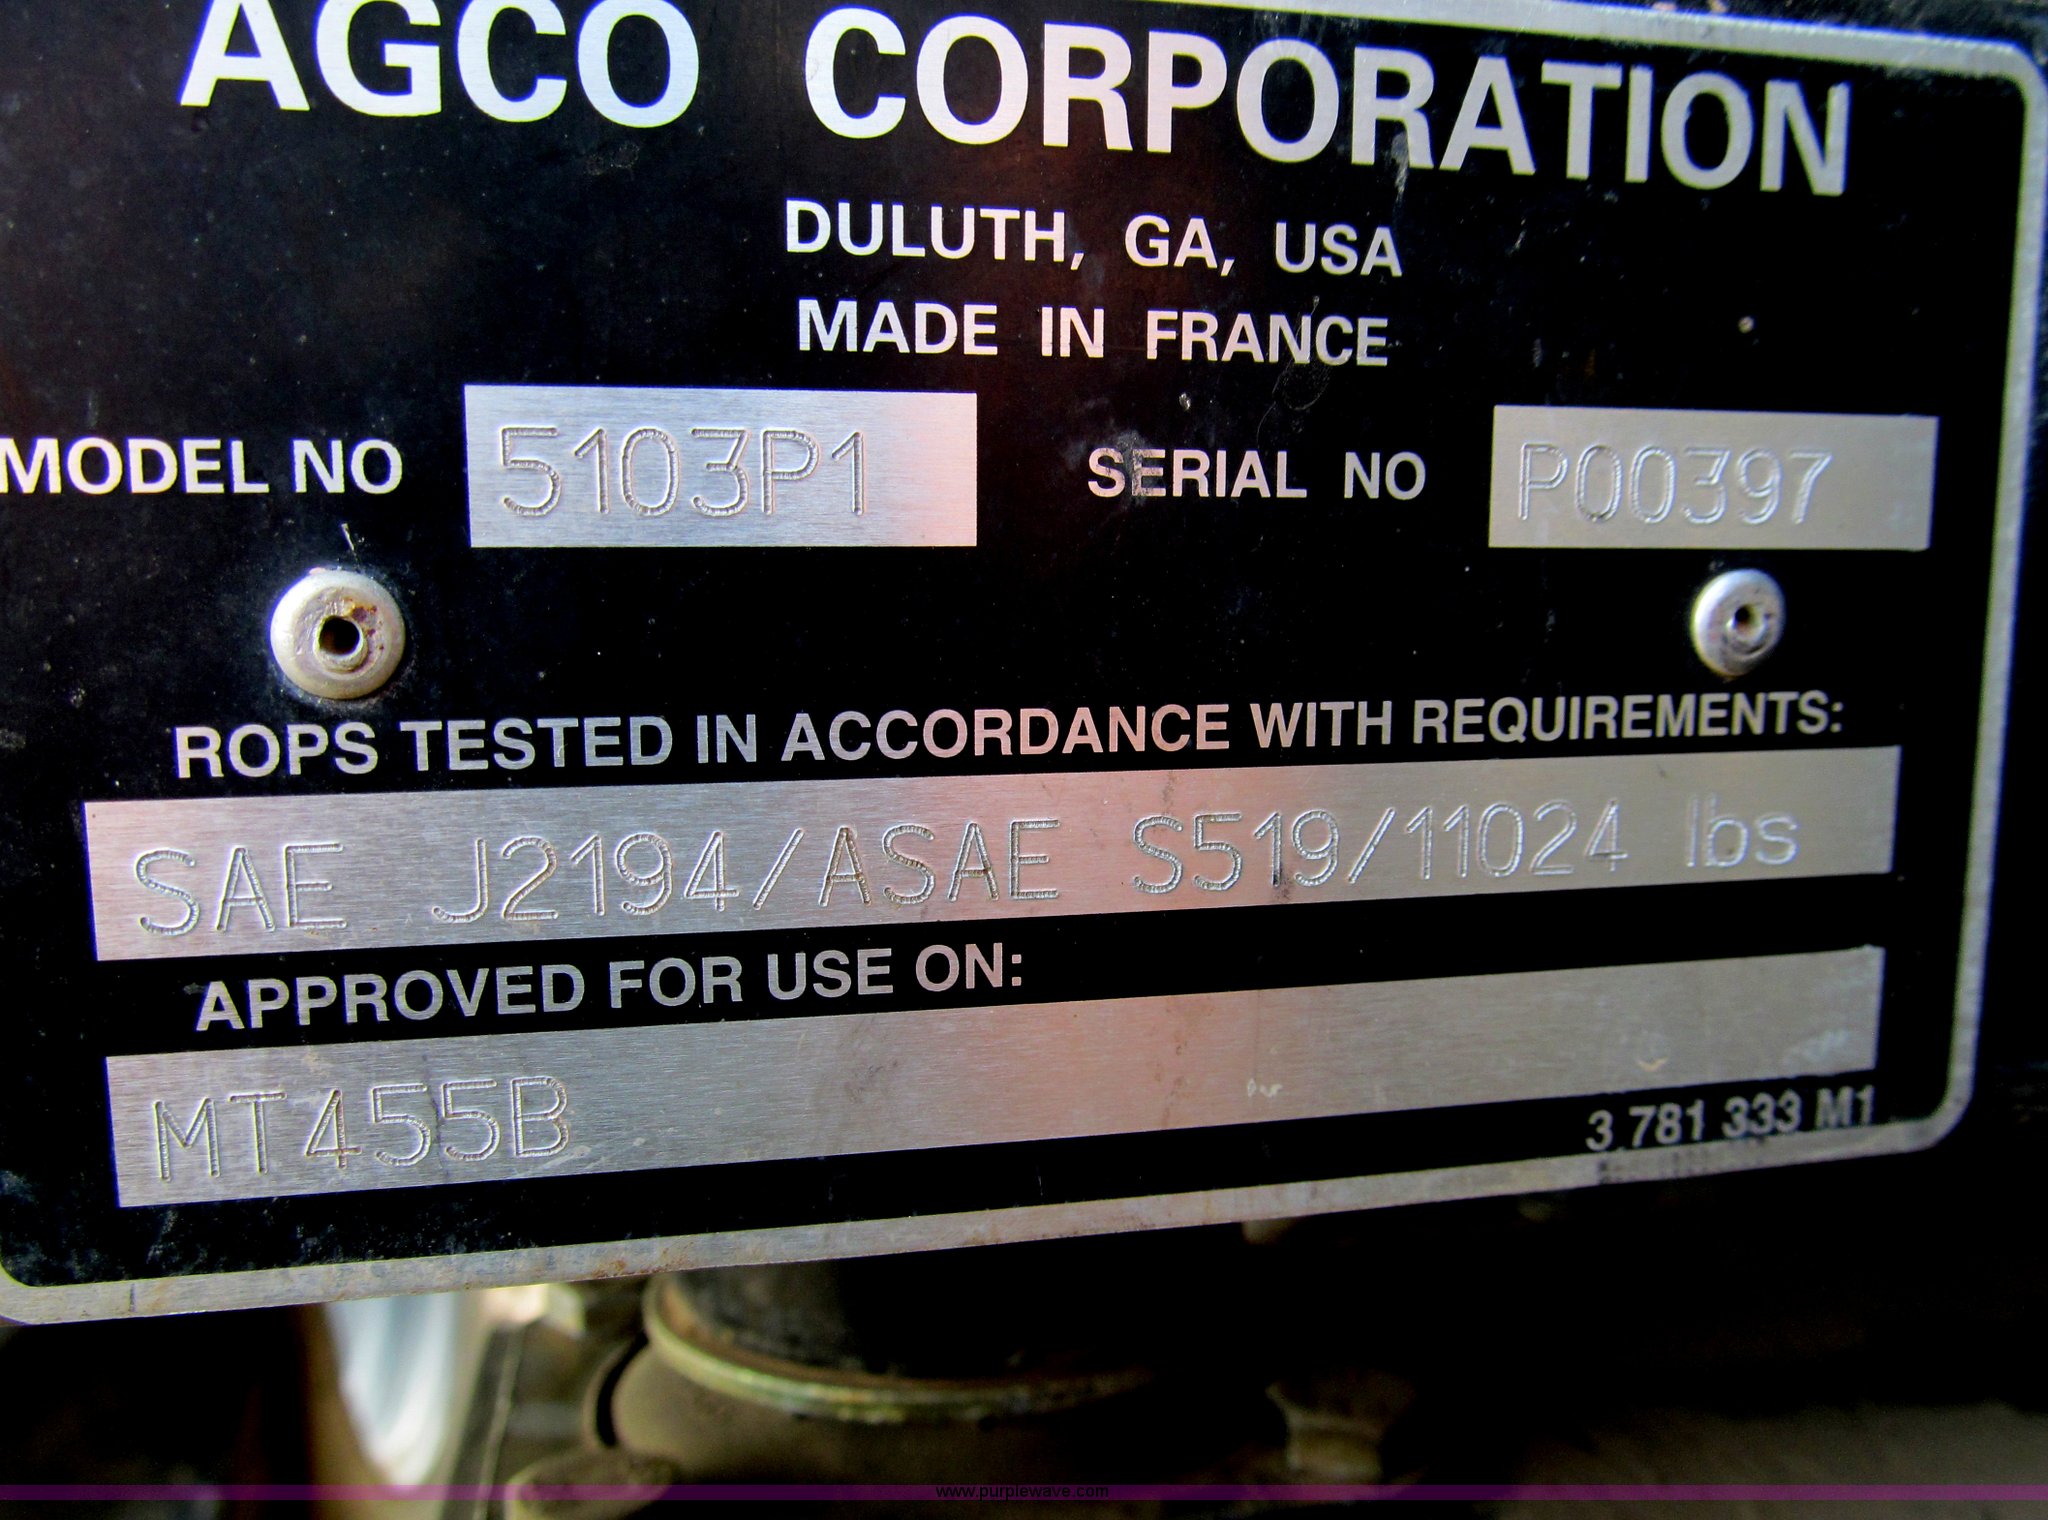 AGCO CORPORATION
DULUTH, GA, USA
MADE IN FRANCE
MODEL NO 5103P1 SERIAL NO P00397
ROPS TESTED IN ACCORDANCE WITH REQUIREMENTS:
SAE J2194/ASAE S519/11024 lbs
APPROVED FOR USE ON:
MT455B
3 781 333 M1
www.purplewave.com